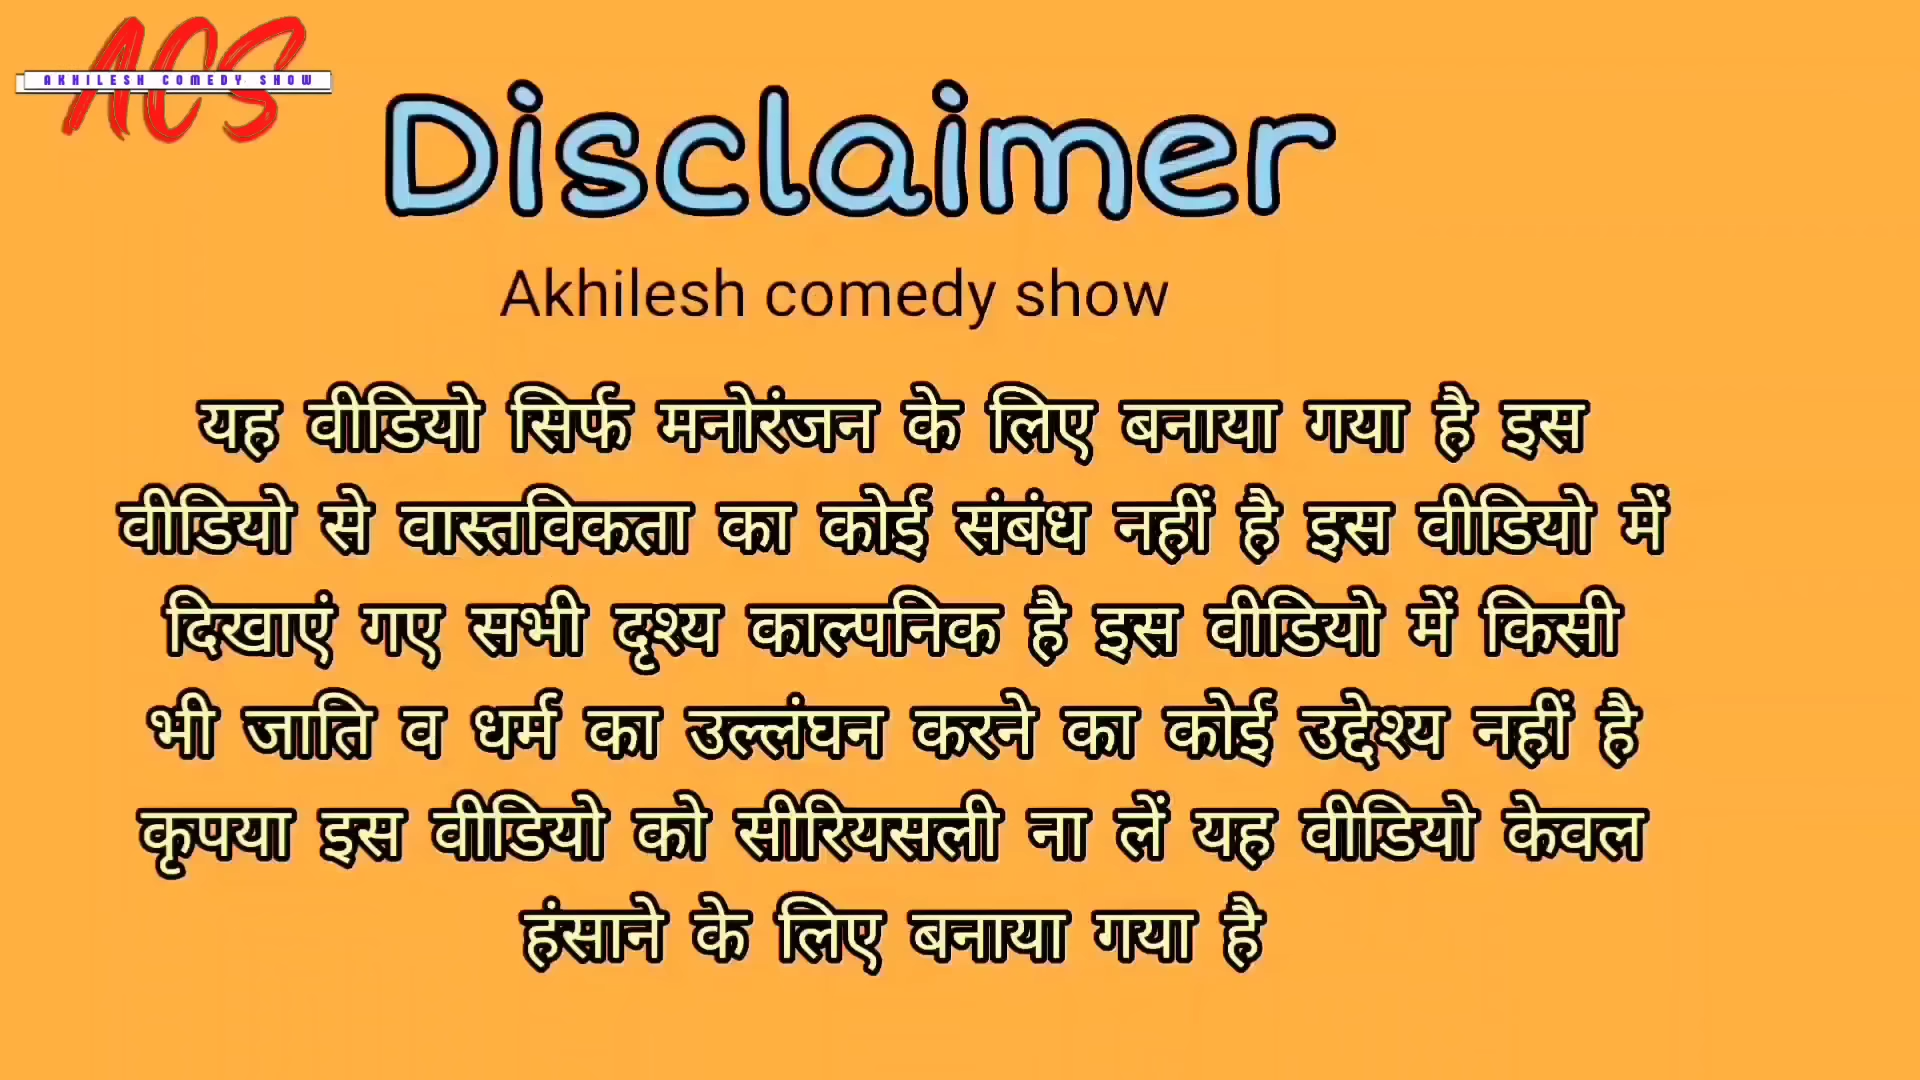 ACS
AKHILESH COMEDY SHOW
Disclaimer
Akhilesh comedy show
यह वीडियो सिर्फ मनोरंजन के लिए बनाया गया है इस
वीडियो से वास्तविकता का कोई संबंध नहीं है इस वीडियो में
दिखाएं गए सभी दृश्य काल्पनिक है इस वीडियो में किसी
भी जाति व धर्म का उल्लंघन करने का कोई उद्देश्य नहीं है
कृपया इस वीडियो को सीरियसली ना लें यह वीडियो केवल
हंसाने के लिए बनाया गया है